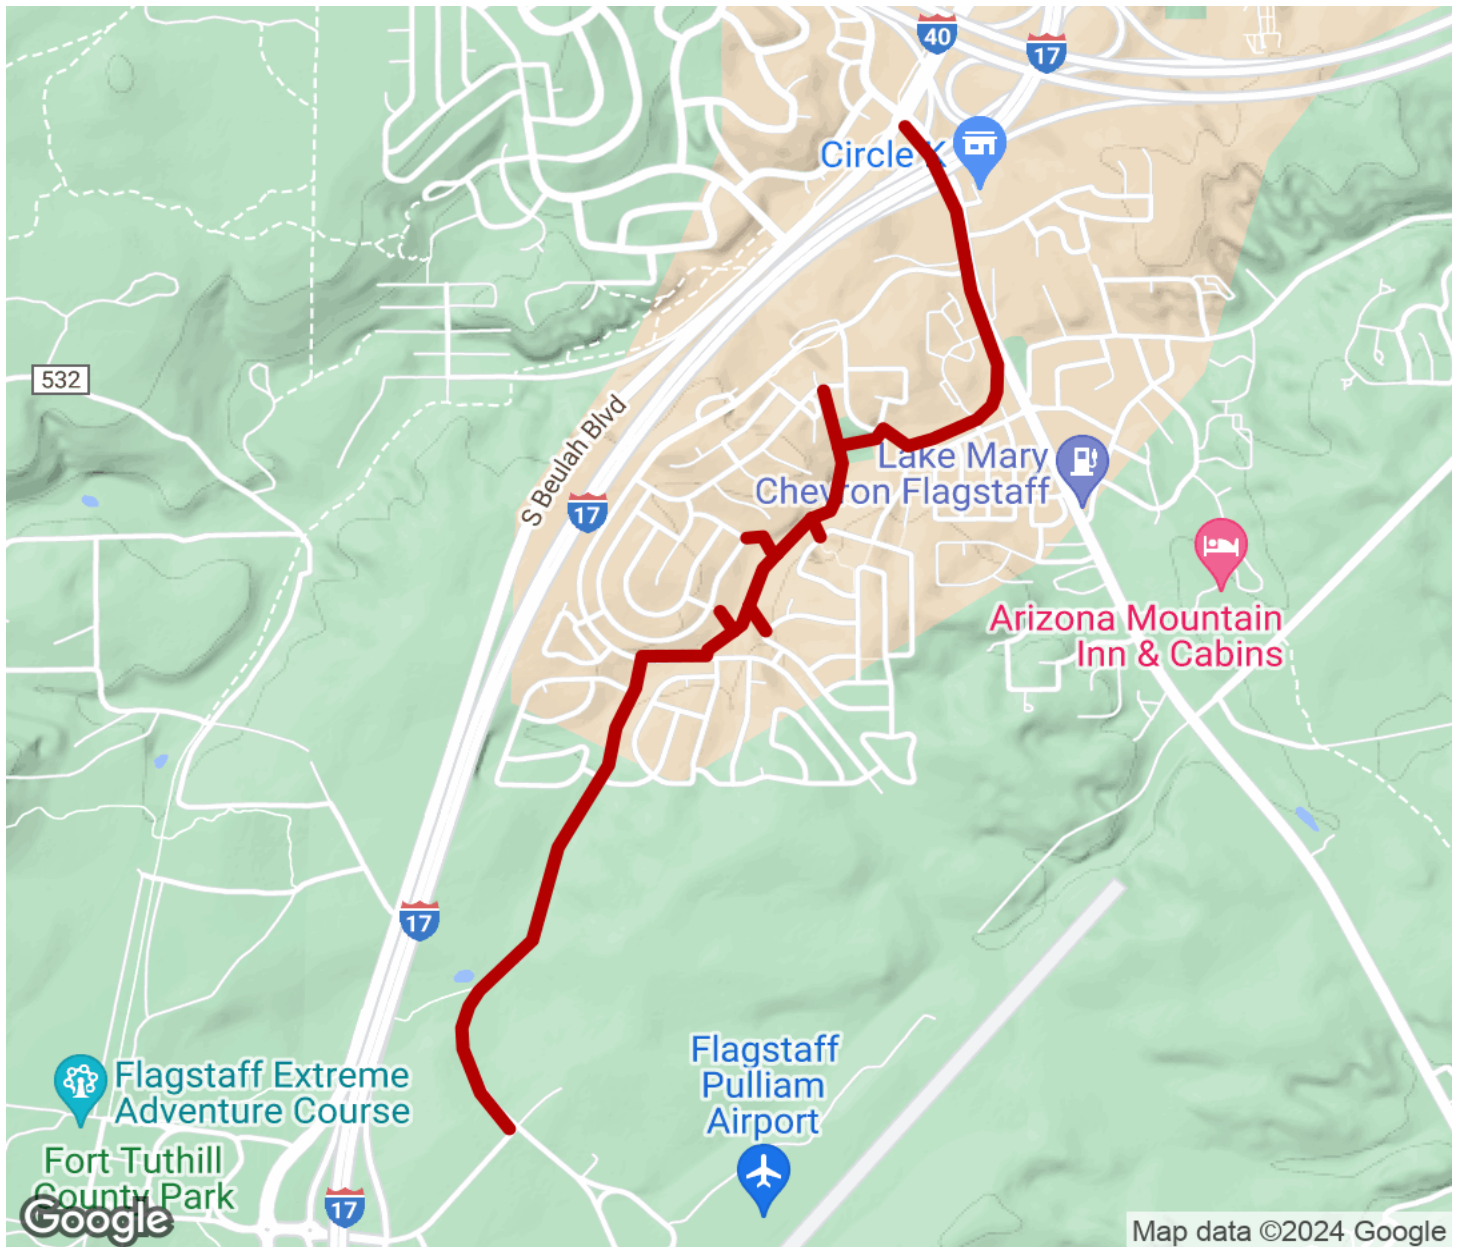 40
17
Circle K
532
S Beulah Blvd
17
Lake Mary
Chevron Flagstaff
Arizona Mountain
Inn & Cabins
17
Flagstaff Extreme
Adventure Course
Flagstaff
Pulliam
Airport
Fort Tuthill
County Park
17
Google
Map data ©2024 Google